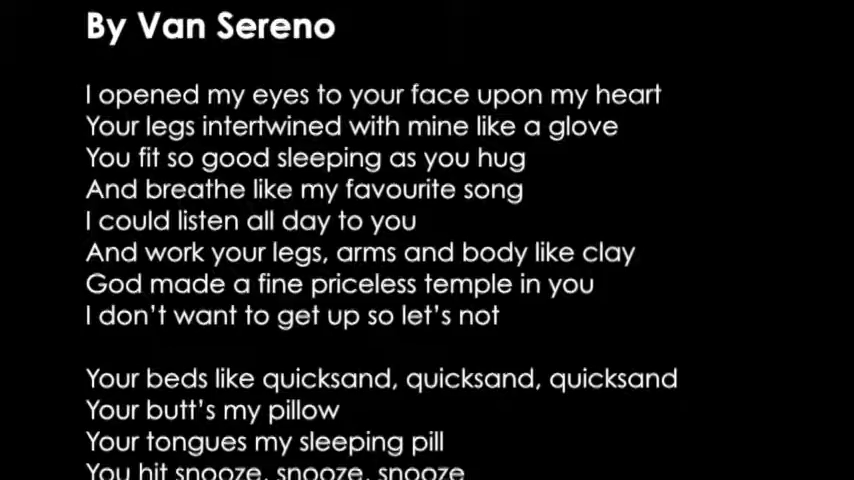 By Van Sereno
I opened my eyes to your face upon my heart
Your legs intertwined with mine like a glove
You fit so good sleeping as you hug
And breathe like my favourite song
I could listen all day to you
And work your legs, arms and body like clay
God made a fine priceless temple in you
I don't want to get up so let's not
Your beds like quicksand, quicksand, quicksand
Your butt's my pillow
Your tongues my sleeping pill
You hit snooze, snooze, snooze